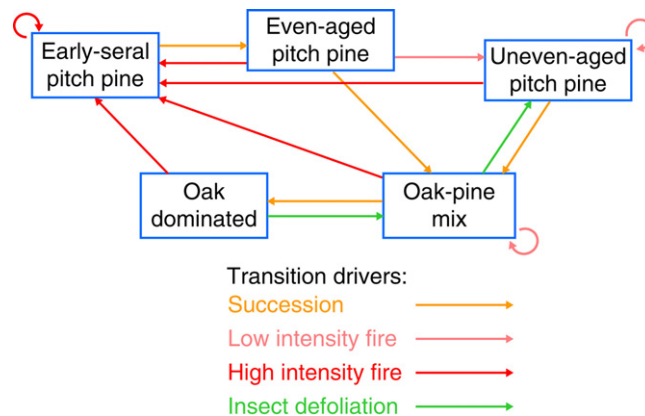 Early-seral
pitch pine
Even-aged
pitch pine
Uneven-aged
pitch pine
Oak
dominated
Oak-pine
mix
Transition drivers:
Succession
Low intensity fire
High intensity fire
Insect defoliation